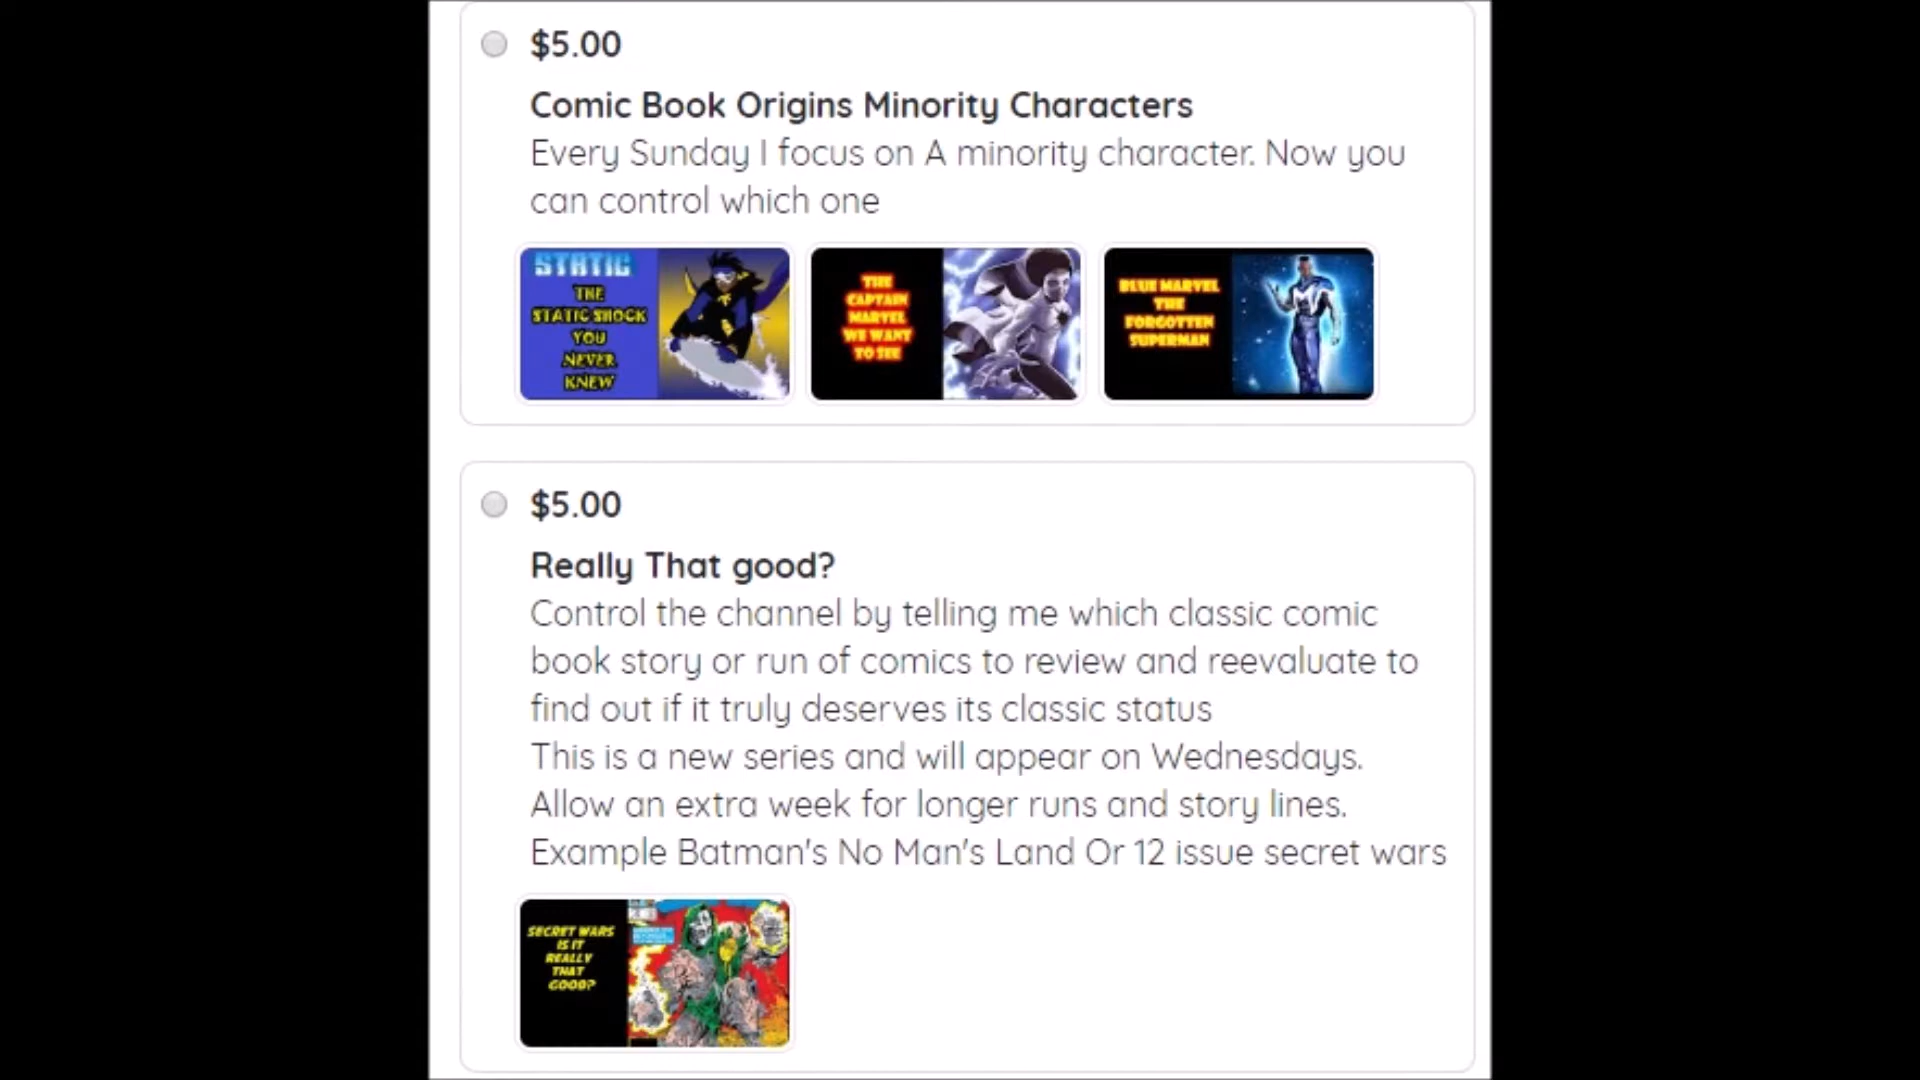 $5.00
Comic Book Origins Minority Characters
Every Sunday I focus on A minority character. Now you
can control which one
STATIC
THE
STATIC SHOCK
YOU
NEVER
KNEW
THE
CAPTAIN
MARVEL
WE WANT
TO SEE
BLUE MARVEL
THE
FORGOTTEN
SUPERMAN
$5.00
Really That good?
Control the channel by telling me which classic comic
book story or run of comics to review and reevaluate to
find out if it truly deserves its classic status
This is a new series and will appear on Wednesdays.
Allow an extra week for longer runs and story lines.
Example Batman's No Man's Land Or 12 issue secret wars
SECRET WARS
IS IT
REALLY
THAT
GOOD?